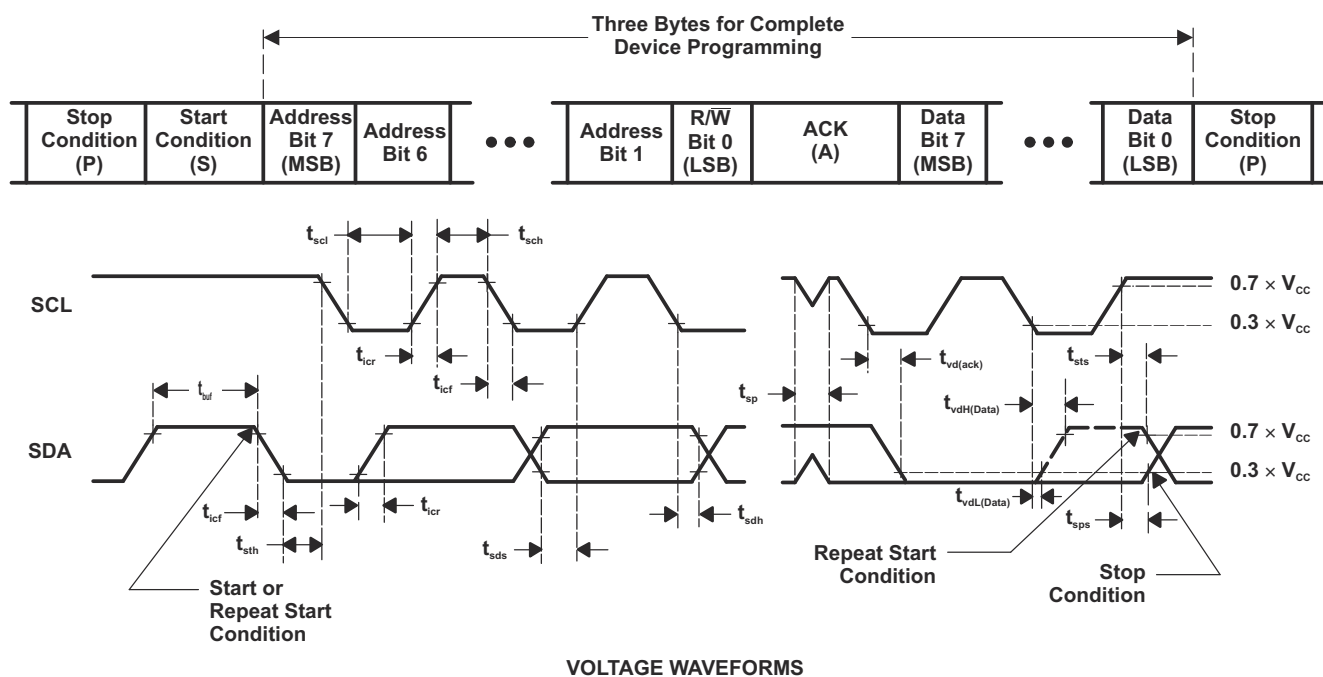 Three Bytes for Complete
Device Programming
Stop
Condition
(P)
Start
Condition
(S)
Address
Bit 7
(MSB)
Address
Bit 6
•••
Address
Bit 1
R/W̅
Bit 0
(LSB)
ACK
(A)
Data
Bit 7
(MSB)
•••
Data
Bit 0
(LSB)
Stop
Condition
(P)
tscl
tsch
SCL
0.7 × VCC
0.3 × VCC
ticr
ticf
tvd(ack)
tsts
tbuf
tsp
tvdH(Data)
SDA
0.7 × VCC
0.3 × VCC
ticf
ticr
tsth
tsds
tsdh
tvdL(Data)
tsps
Start or
Repeat Start
Condition
Repeat Start
Condition
Stop
Condition
VOLTAGE WAVEFORMS